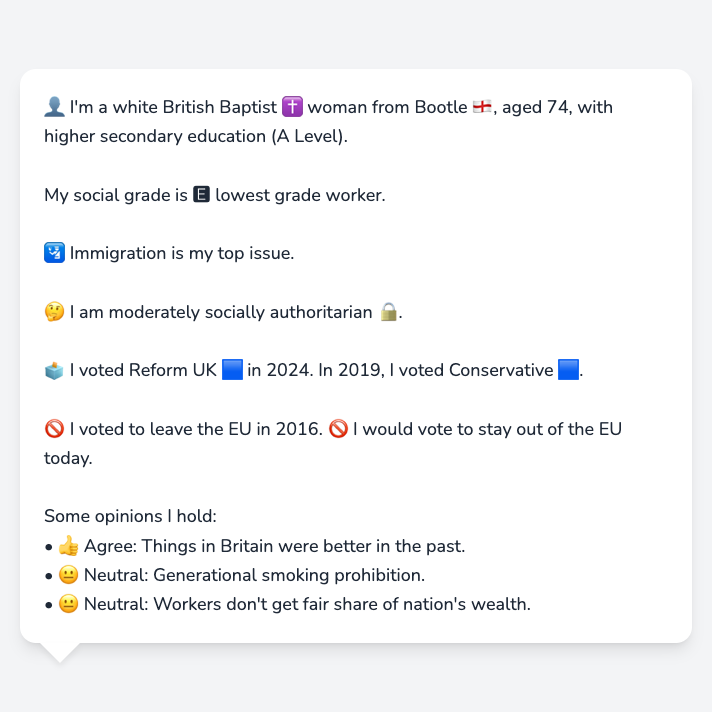 👤 I'm a white British Baptist ✝️ woman from Bootle 🏴󠁧󠁢󠁥󠁮󠁧󠁿, aged 74, with
higher secondary education (A Level).
My social grade is 🅴 lowest grade worker.
🛂 Immigration is my top issue.
🤔 I am moderately socially authoritarian 🔒.
🗳️ I voted Reform UK 🟦 in 2024. In 2019, I voted Conservative 🟦.
🚫 I voted to leave the EU in 2016. 🚫 I would vote to stay out of the EU
today.
Some opinions I hold:
• 👍 Agree: Things in Britain were better in the past.
• 😐 Neutral: Generational smoking prohibition.
• 😐 Neutral: Workers don't get fair share of nation's wealth.